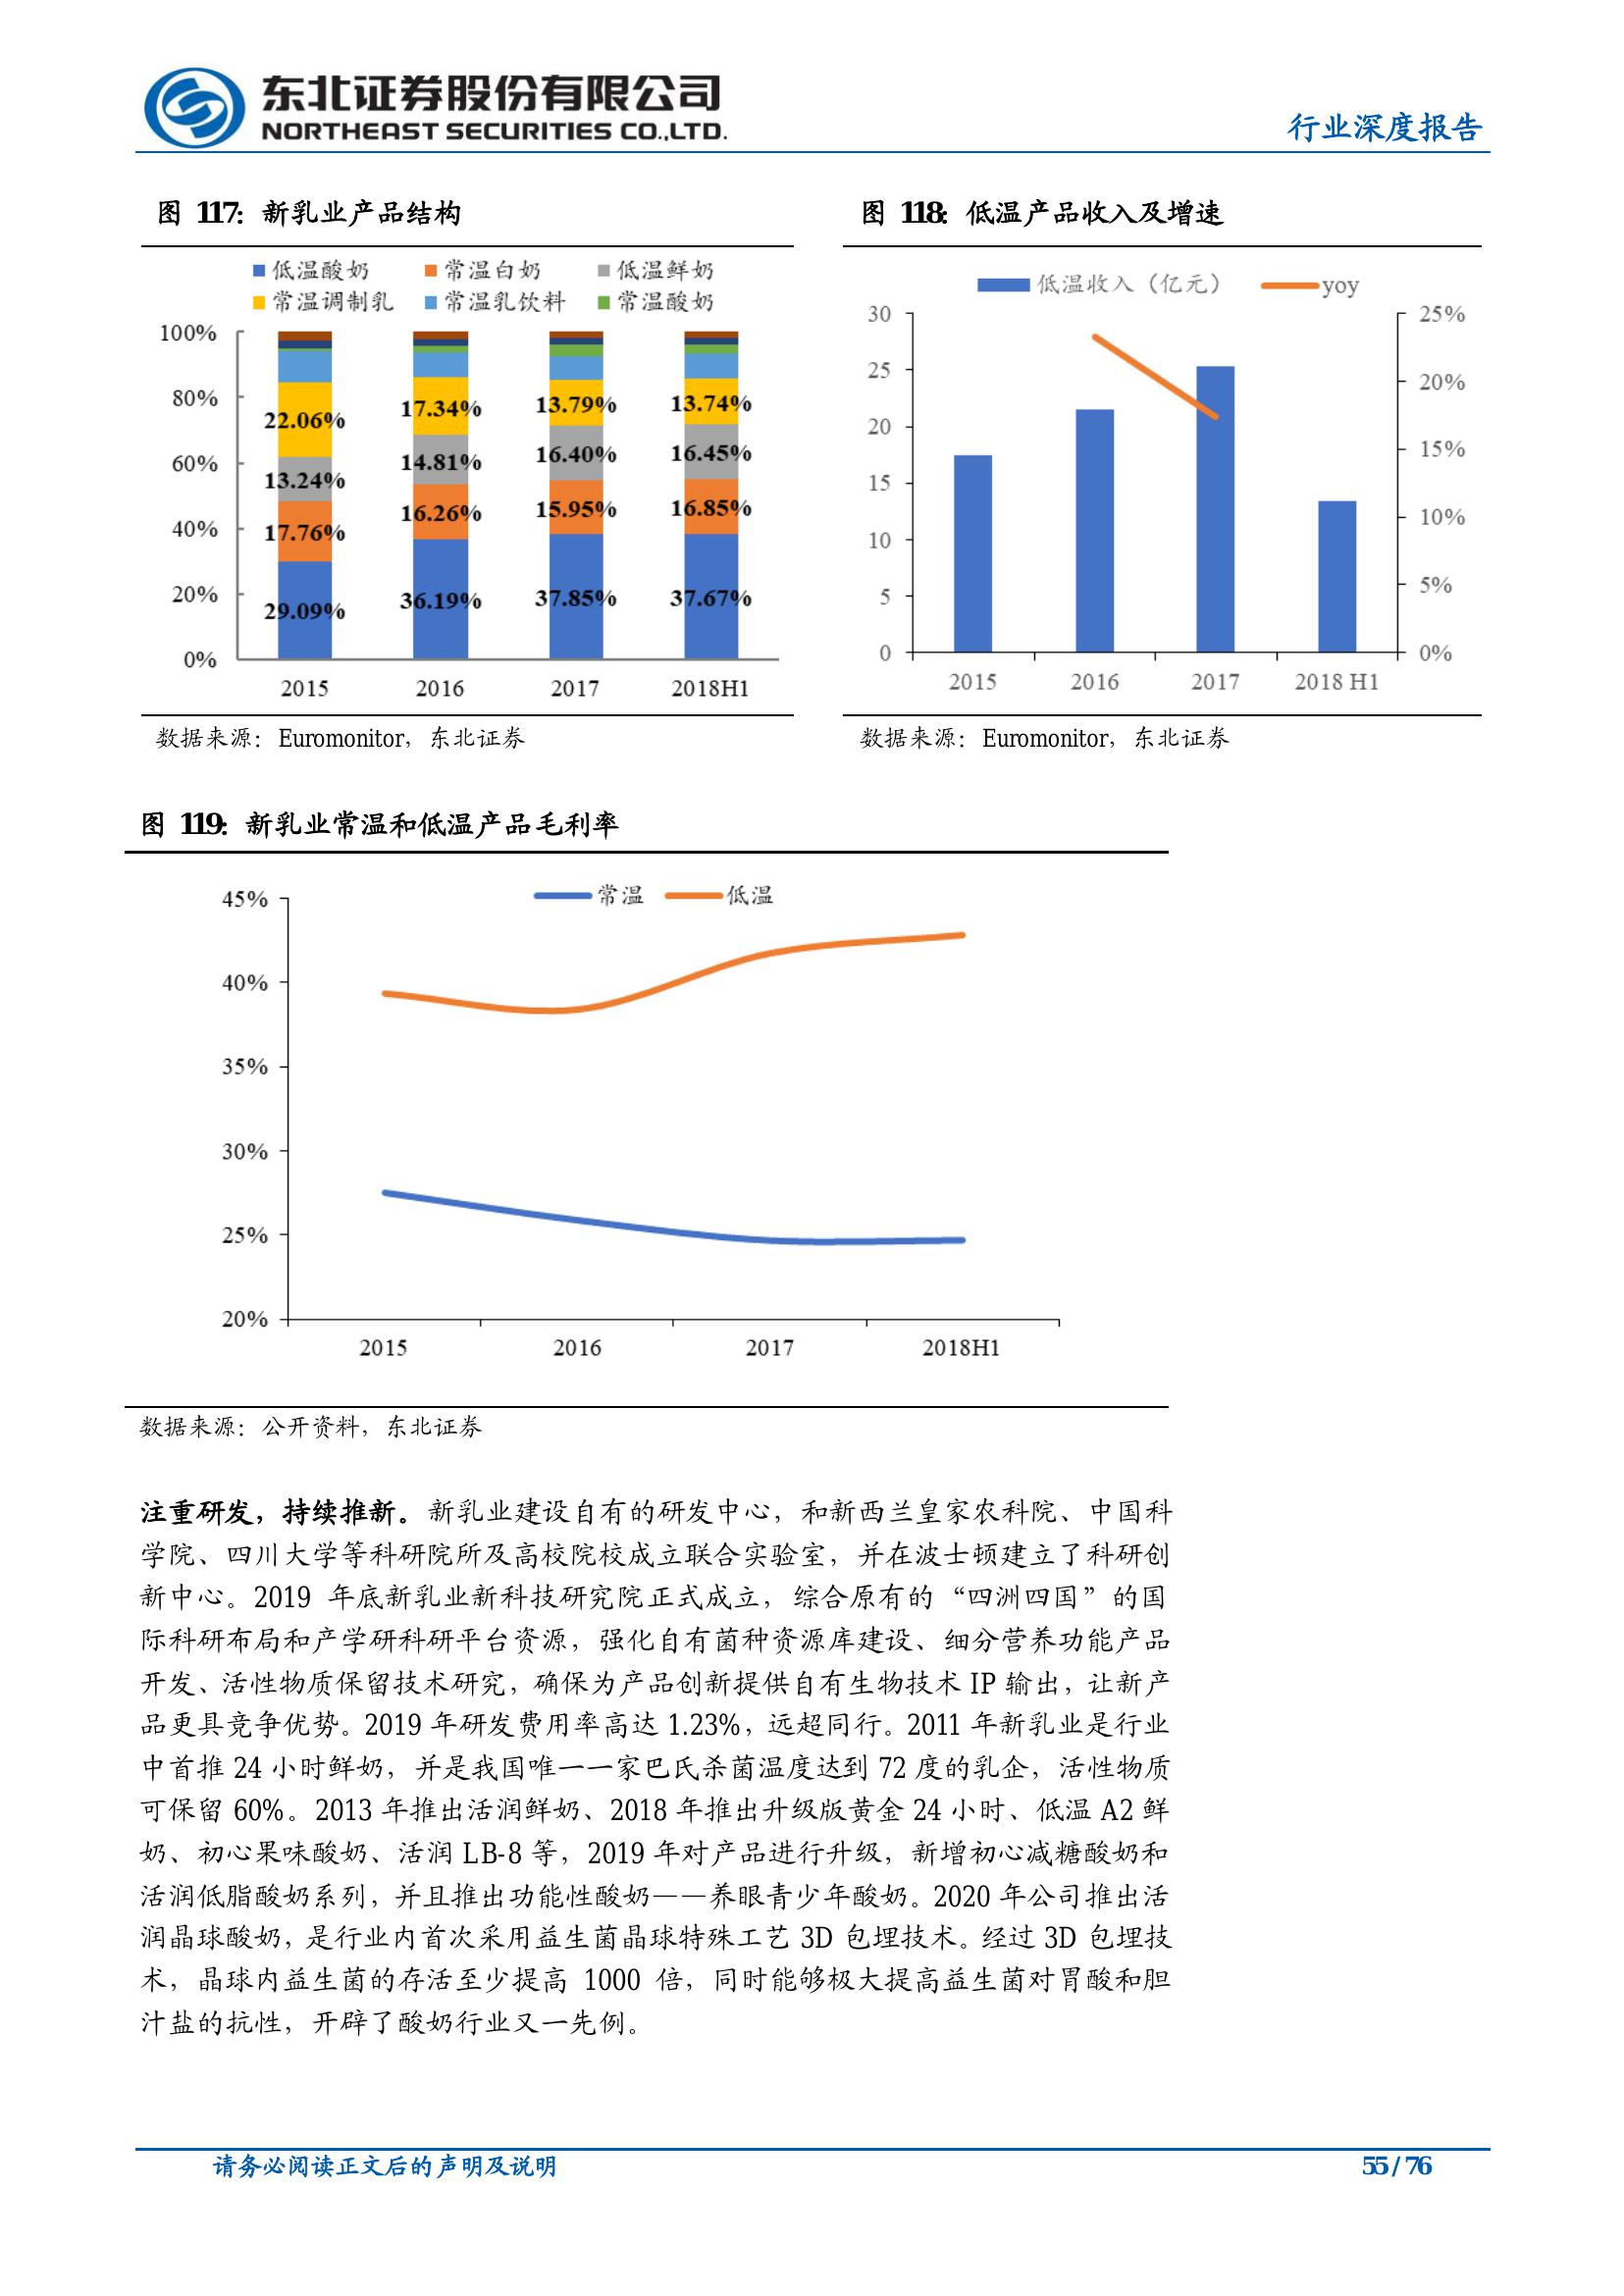 东北证券股份有限公司
NORTHEAST SECURITIES CO.,LTD.
行业深度报告
图 117：新乳业产品结构
低温酸奶 常温白奶 低温鲜奶
常温调制乳 常温乳饮料 常温酸奶
100%
80%
60%
40%
20%
0%
22.06% 17.34% 13.79% 13.74%
13.24% 14.81% 16.40% 16.45%
17.76% 16.26% 15.95% 16.85%
29.09% 36.19% 37.85% 37.67%
2015 2016 2017 2018H1
数据来源：Euromonitor，东北证券
图 118：低温产品收入及增速
低温收入（亿元） yoy
30 25%
25 20%
20 15%
15 10%
10 5%
5 0%
0
2015 2016 2017 2018 H1
数据来源：Euromonitor，东北证券
图 119：新乳业常温和低温产品毛利率
常温 低温
45%
40%
35%
30%
25%
20%
2015 2016 2017 2018H1
数据来源：公开资料，东北证券
注重研发，持续推新。新乳业建设自有的研发中心，和新西兰皇家农科院、中国科
学院、四川大学等科研院所及高校院校成立联合实验室，并在波士顿建立了科研创
新中心。2019 年底新乳业新科技研究院正式成立，综合原有的“四洲四国”的国
际科研布局和产学研科研平台资源，强化自有菌种资源库建设、细分营养功能产品
开发、活性物质保留技术研究，确保为产品创新提供自有生物技术 IP 输出，让新产
品更具竞争优势。2019 年研发费用率高达 1.23%，远超同行。2011 年新乳业是行业
中首推 24 小时鲜奶，并是我国唯一一家巴氏杀菌温度达到 72 度的乳企，活性物质
可保留 60%。2013 年推出活润鲜奶、2018 年推出升级版黄金 24 小时、低温 A2 鲜
奶、初心果味酸奶、活润 LB-8 等，2019 年对产品进行升级，新增初心减糖酸奶和
活润低脂酸奶系列，并且推出功能性酸奶——养眼青少年酸奶。2020 年公司推出活
润晶球酸奶，是行业内首次采用益生菌晶球特殊工艺 3D 包埋技术。经过 3D 包埋技
术，晶球内益生菌的存活至少提高 1000 倍，同时能够极大提高益生菌对胃酸和胆
汁盐的抗性，开辟了酸奶行业又一先例。
请务必阅读正文后的声明及说明
55 / 76